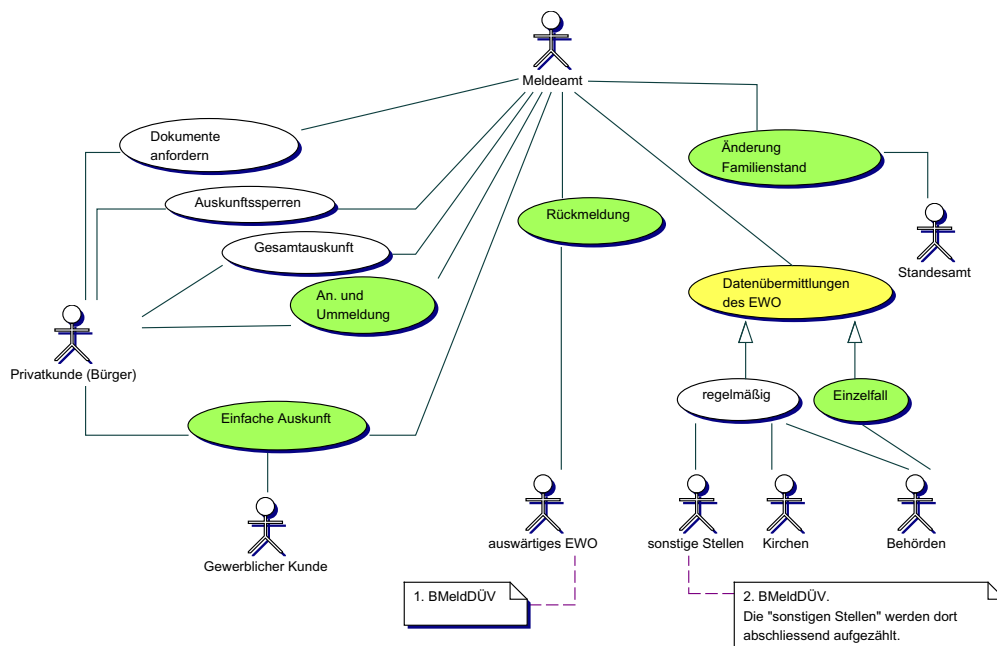 Meldeamt
Dokumente
anfordern
Änderung
Familienstand
Auskunftssperren
Rückmeldung
Gesamtauskunft
Standesamt
An. und
Ummeldung
Datenübermittlungen
des EWO
Privatkunde (Bürger)
regelmäßig
Einzelfall
Einfache Auskunft
auswärtiges EWO
sonstige Stellen
Kirchen
Behörden
Gewerblicher Kunde
1. BMeldDÜV
2. BMeldDÜV.
Die "sonstigen Stellen" werden dort
abschliessend aufgezählt.